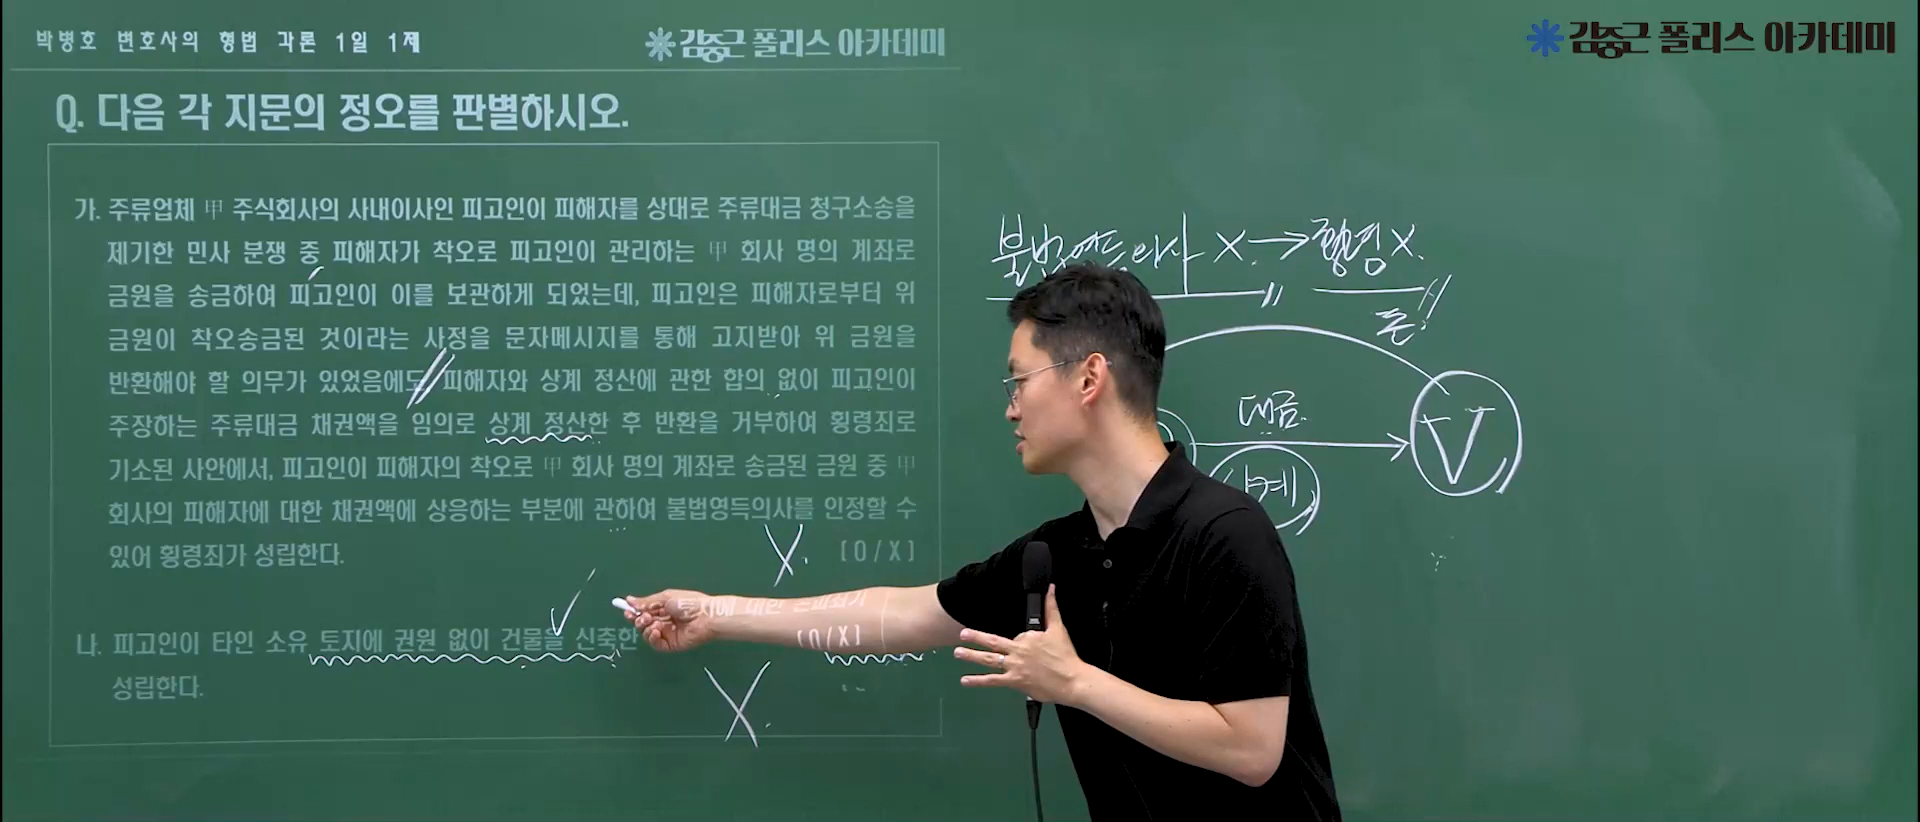 박병호 변호사의 형법 각론 1일 1제
김중근 폴리스 아카데미
김중근 폴리스 아카데미
Q. 다음 각 지문의 정오를 판별하시오.
가. 주류업체 甲 주식회사의 사내이사인 피고인이 피해자를 상대로 주류대금 청구소송을
제기한 민사 분쟁 중 피해자가 착오로 피고인이 관리하는 甲 회사 명의 계좌로
금원을 송금하여 피고인이 이를 보관하게 되었는데, 피고인은 피해자로부터 위
금원이 착오송금된 것이라는 사정을 문자메시지를 통해 고지받아 위 금원을
반환해야 할 의무가 있었음에도 피해자와 상계 정산에 관한 합의 없이 피고인이
주장하는 주류대금 채권액을 임의로 상계 정산한 후 반환을 거부하여 횡령죄로
기소된 사안에서, 피고인이 피해자의 착오로 甲 회사 명의 계좌로 송금된 금원 중 甲
회사의 피해자에 대한 채권액에 상응하는 부분에 관하여 불법영득의사를 인정할 수
있어 횡령죄가 성립한다.
X.
[O/X]
나. 피고인이 타인 소유 토지에 권원 없이 건물을 신축한
토지에 대한 손괴죄가
[O/X]
성립한다.
X.
불법영득의사 X → 횡령 X.
돈!
대금.
상계
V